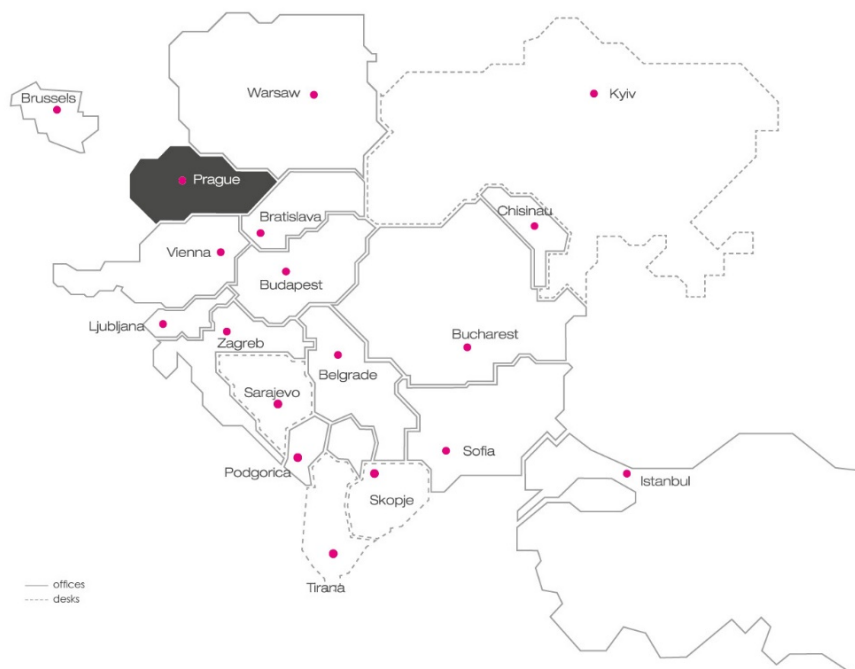 Warsaw
Kyiv
Brussels
Prague
Bratislava
Chisinau
Vienna
Budapest
Ljubljana
Zagreb
Bucharest
Belgrade
Sarajevo
Sofia
Podgorica
Istanbul
Skopje
Tirana
offices
desks